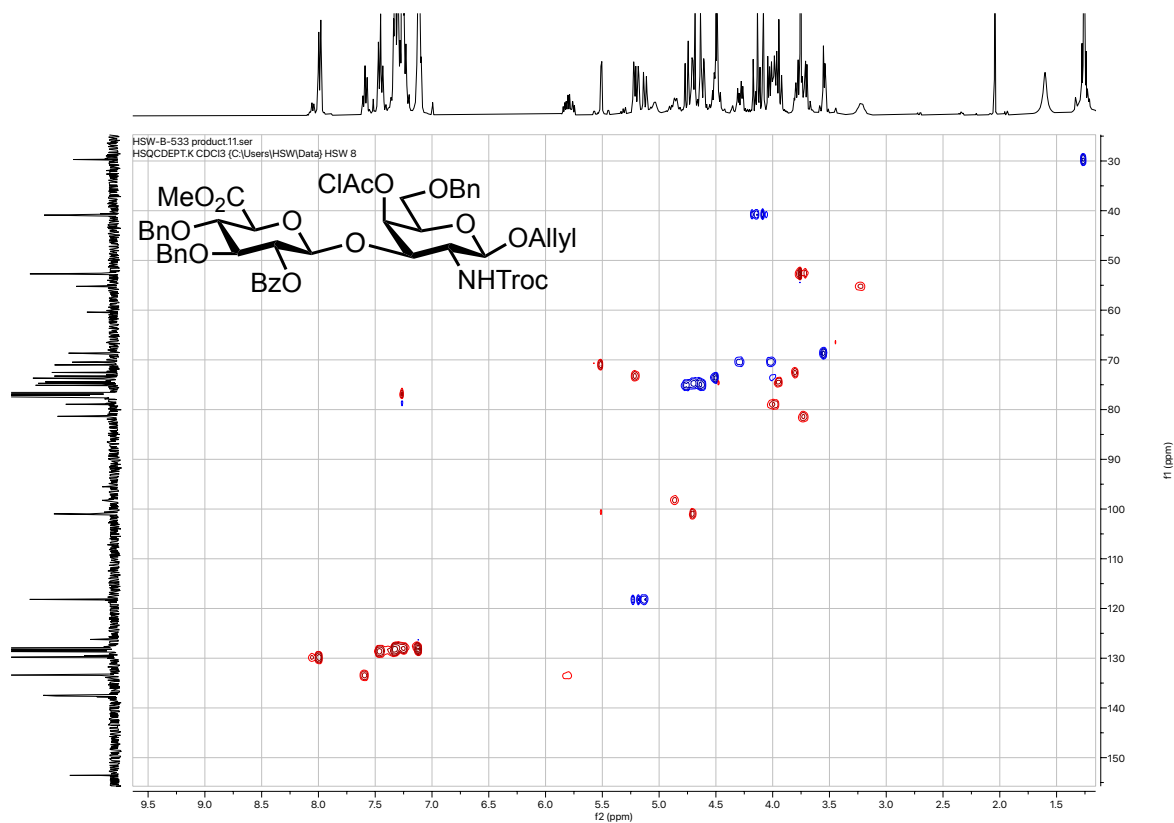 HSW-B-533 product.11.ser
HSQCDEPT.K CDCl3 {C:\Users\HSW\Data} HSW 8
ClAcO OBn
MeO2C
BnO O O OAllyl
BnO O
BzO NHTroc
30
40
50
60
70
80
90
100
110
120
130
140
150
f1 (ppm)
9.5 9.0 8.5 8.0 7.5 7.0 6.5 6.0 5.5 5.0 4.5 4.0 3.5 3.0 2.5 2.0 1.5
f2 (ppm)